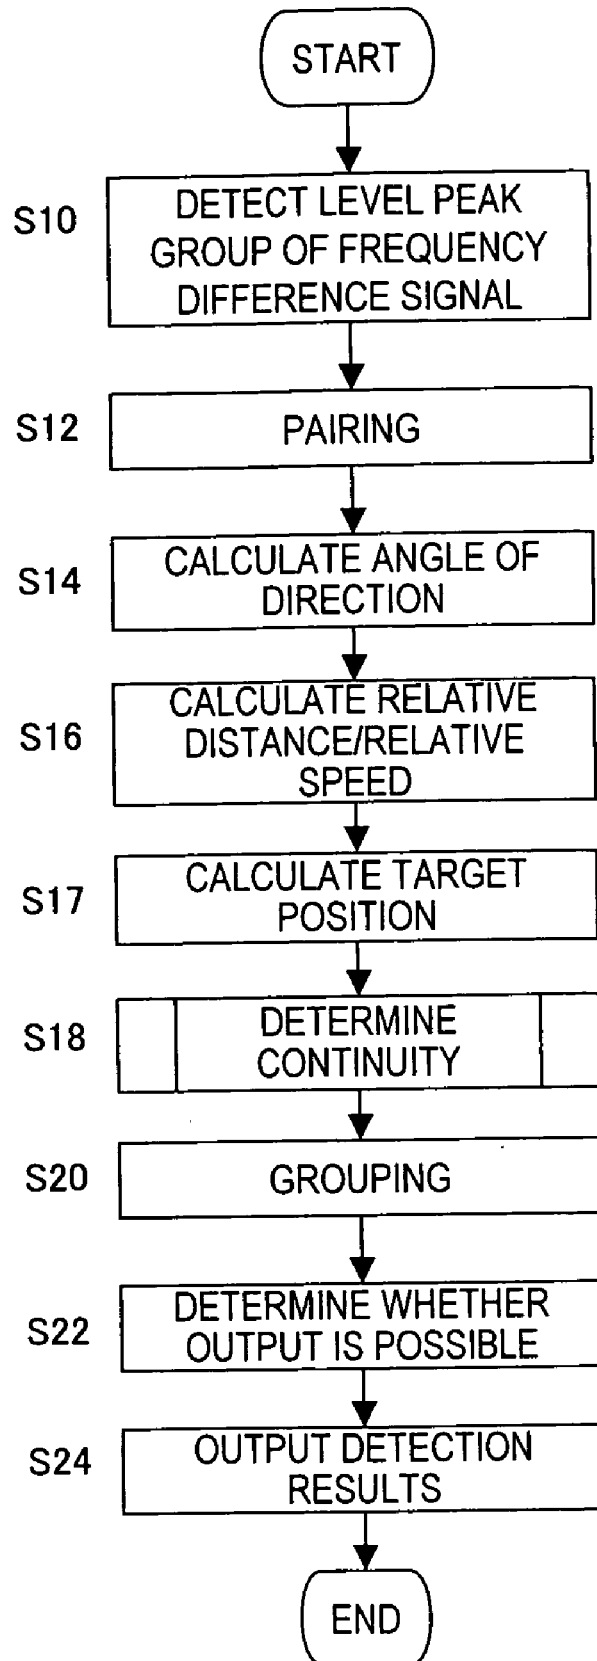 START
S10
DETECT LEVEL PEAK
GROUP OF FREQUENCY
DIFFERENCE SIGNAL
S12
PAIRING
S14
CALCULATE ANGLE OF
DIRECTION
S16
CALCULATE RELATIVE
DISTANCE/RELATIVE
SPEED
S17
CALCULATE TARGET
POSITION
S18
DETERMINE
CONTINUITY
S20
GROUPING
S22
DETERMINE WHETHER
OUTPUT IS POSSIBLE
S24
OUTPUT DETECTION
RESULTS
END